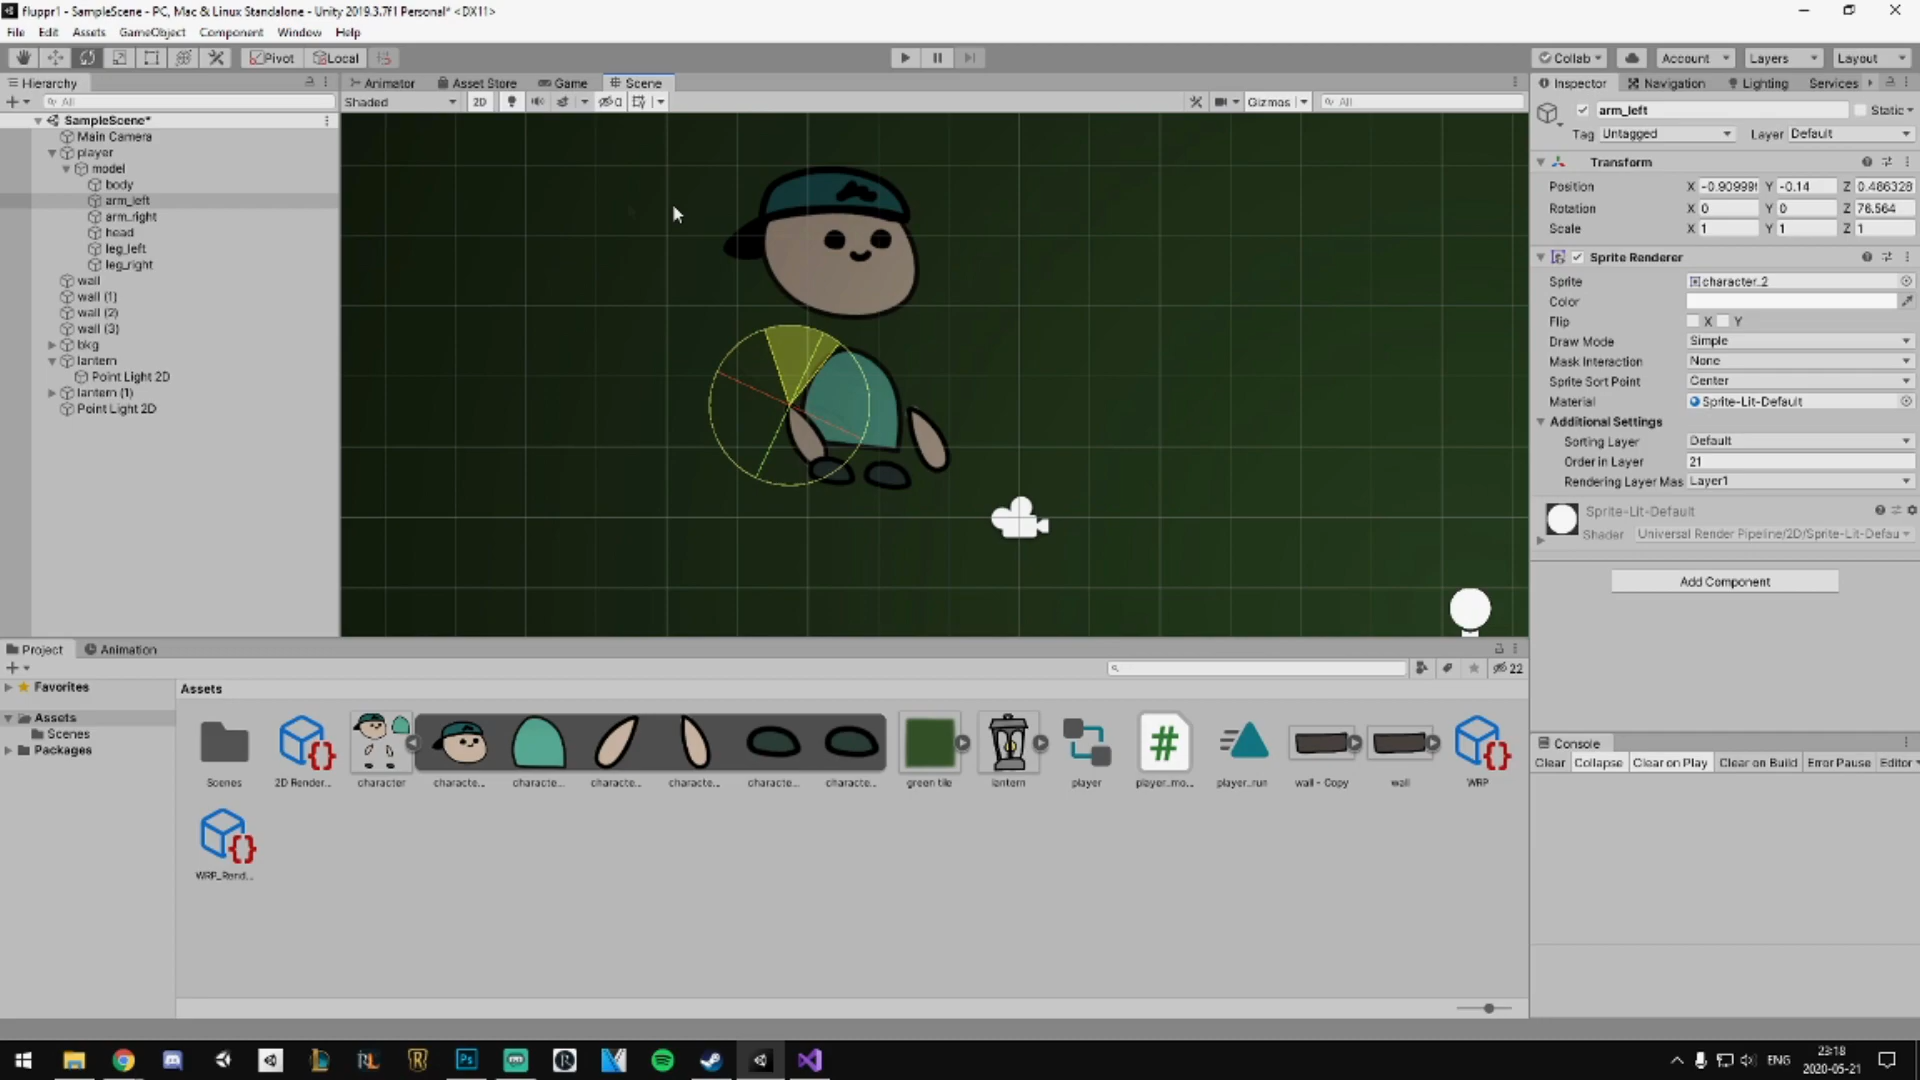 fluppr1 - SampleScene - PC, Mac & Linux Standalone - Unity 2019.3.7f1 Personal* <DX11>
File Edit Assets GameObject Component Window Help
Pivot Local Collab Account Layers Layout
Hierarchy
All
SampleScene*
Main Camera
player
model
body
arm_left
arm_right
head
leg_left
leg_right
wall
wall (1)
wall (2)
wall (3)
bkg
lantern
Point Light 2D
lantern (1)
Point Light 2D
Animator Asset Store Game Scene
Shaded 2D 0 Gizmos All
Inspector Navigation Lighting Services
arm_left Static
Tag Untagged Layer Default
Transform
Position X -0.909999 Y -0.14 Z 0.486328
Rotation X 0 Y 0 Z 76.564
Scale X 1 Y 1 Z 1
Sprite Renderer
Sprite character_2
Color
Flip X Y
Draw Mode Simple
Mask Interaction None
Sprite Sort Point Center
Material Sprite-Lit-Default
Additional Settings
Sorting Layer Default
Order in Layer 21
Rendering Layer Mas Layer1
Sprite-Lit-Default
Shader Universal Render Pipeline/2D/Sprite-Lit-Defau
Add Component
Project Animation
22
Favorites
Assets
Scenes
Packages
Assets
Scenes 2D Render... character characte... characte... characte... characte... characte... characte... green tile lantern player player_mo... player_run wall - Copy wall WRP
WRP_Rend...
Console
Clear Collapse Clear on Play Clear on Build Error Pause Editor
ENG
23:18
2020-05-21